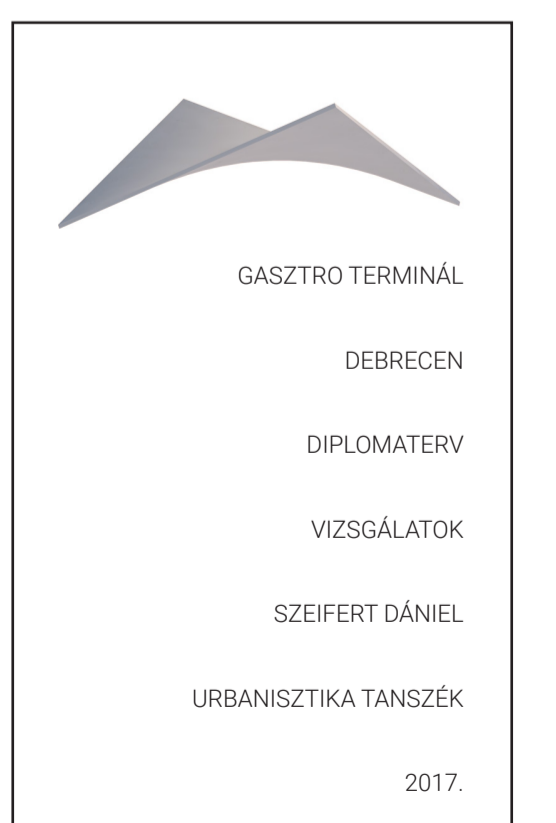 GASZTRO TERMINÁL
DEBRECEN
DIPLOMATERV
VIZSGÁLATOK
SZEIFERT DÁNIEL
URBANISZTIKA TANSZÉK
2017.